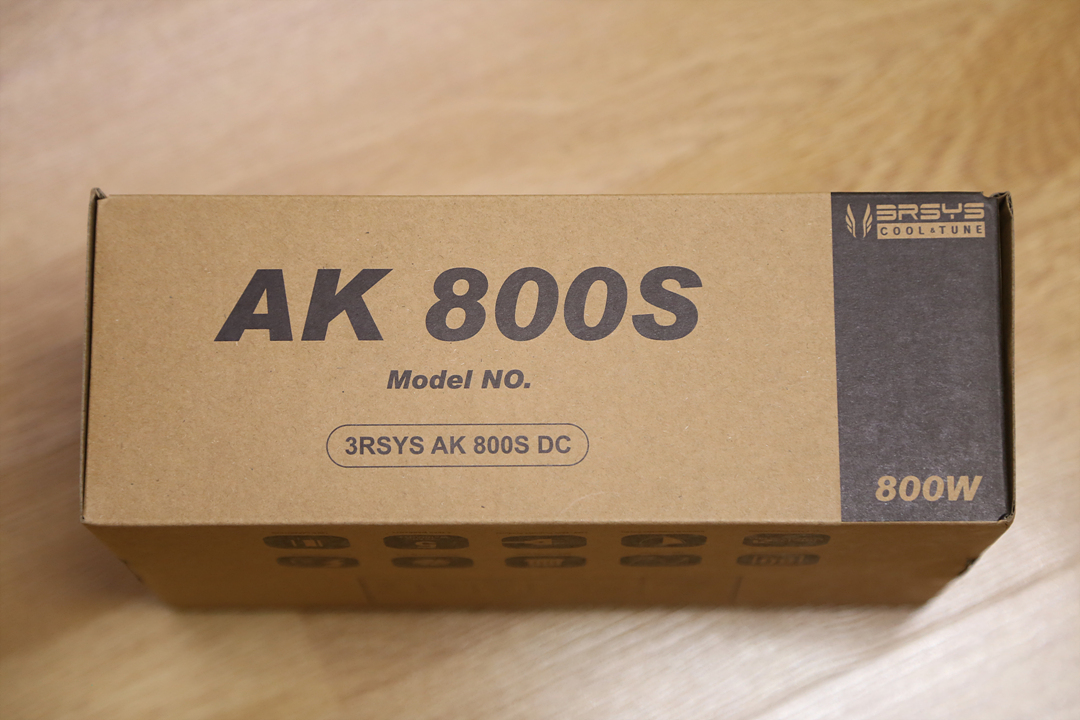 3RSYS
COOL & TUNE
AK 800S
Model NO.
3RSYS AK 800S DC
800W